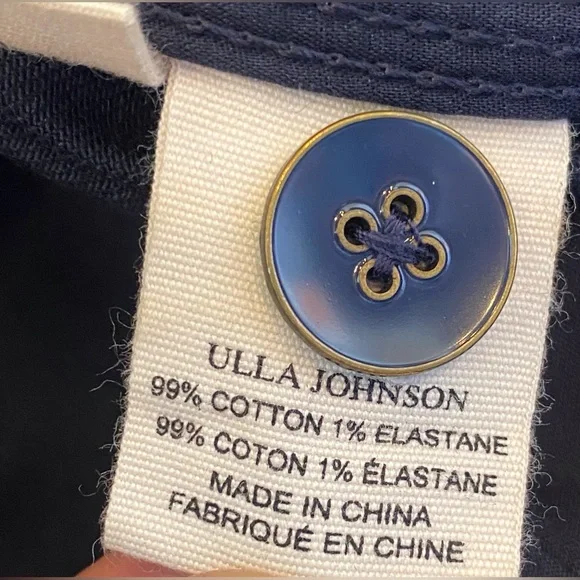 ULLA JOHNSON
99% COTTON 1% ELASTANE
99% COTON 1% ÉLASTANE
MADE IN CHINA
FABRIQUÉ EN CHINE